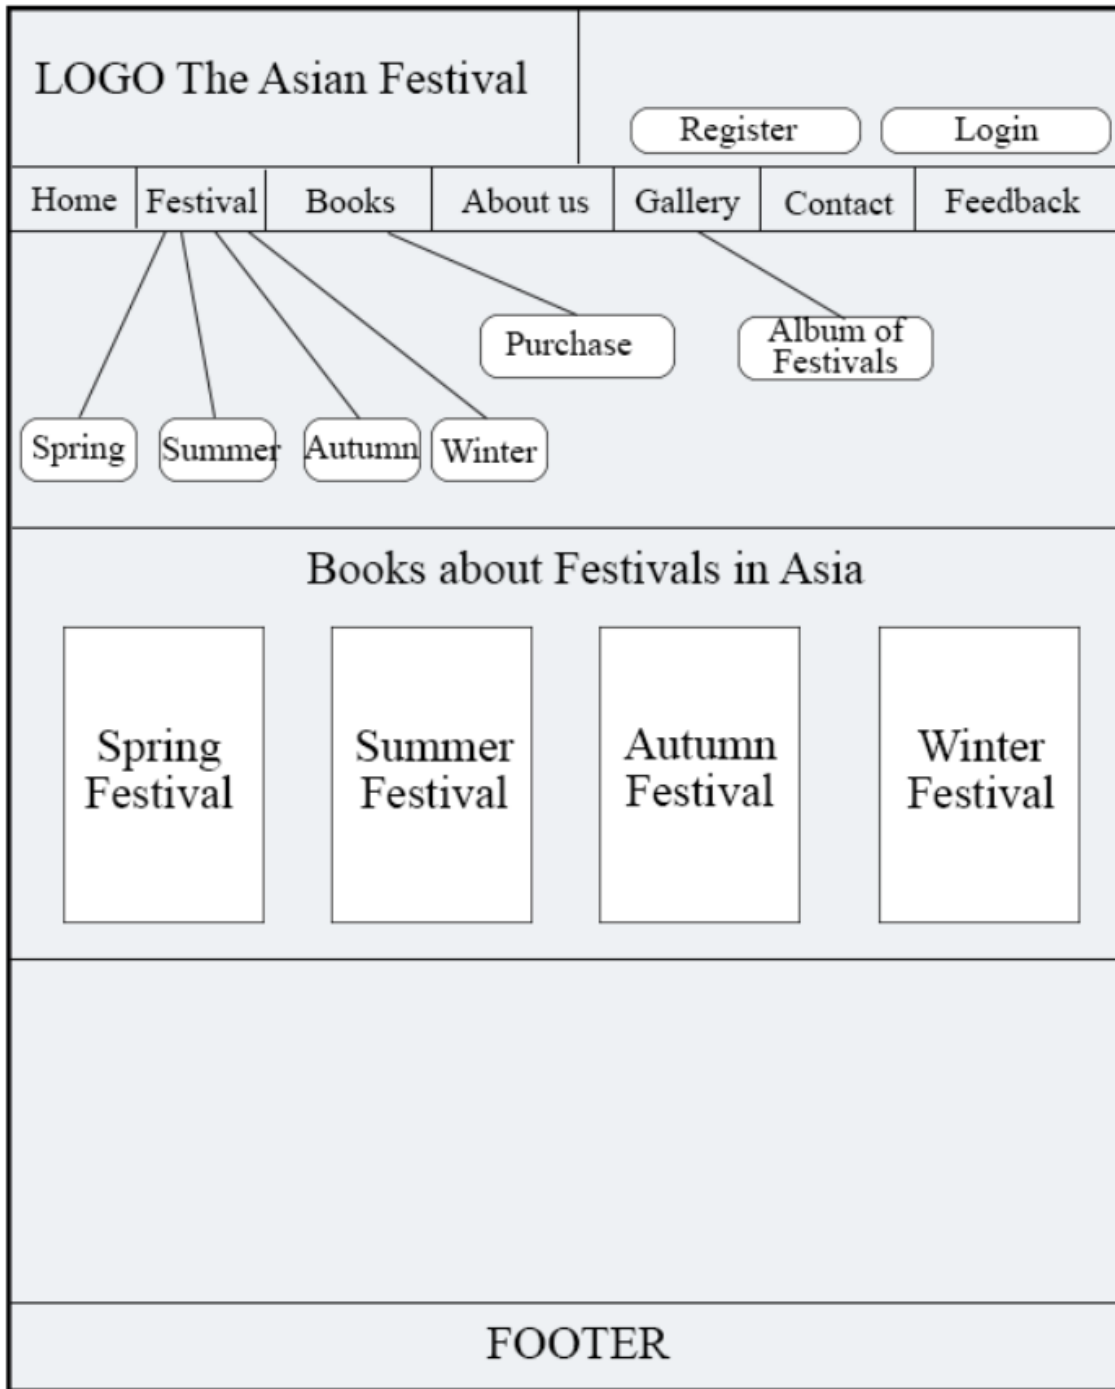 LOGO The Asian Festival
Register
Login
Home
Festival
Books
About us
Gallery
Contact
Feedback
Purchase
Album of
Festivals
Spring
Summer
Autumn
Winter
Books about Festivals in Asia
Spring
Festival
Summer
Festival
Autumn
Festival
Winter
Festival
FOOTER